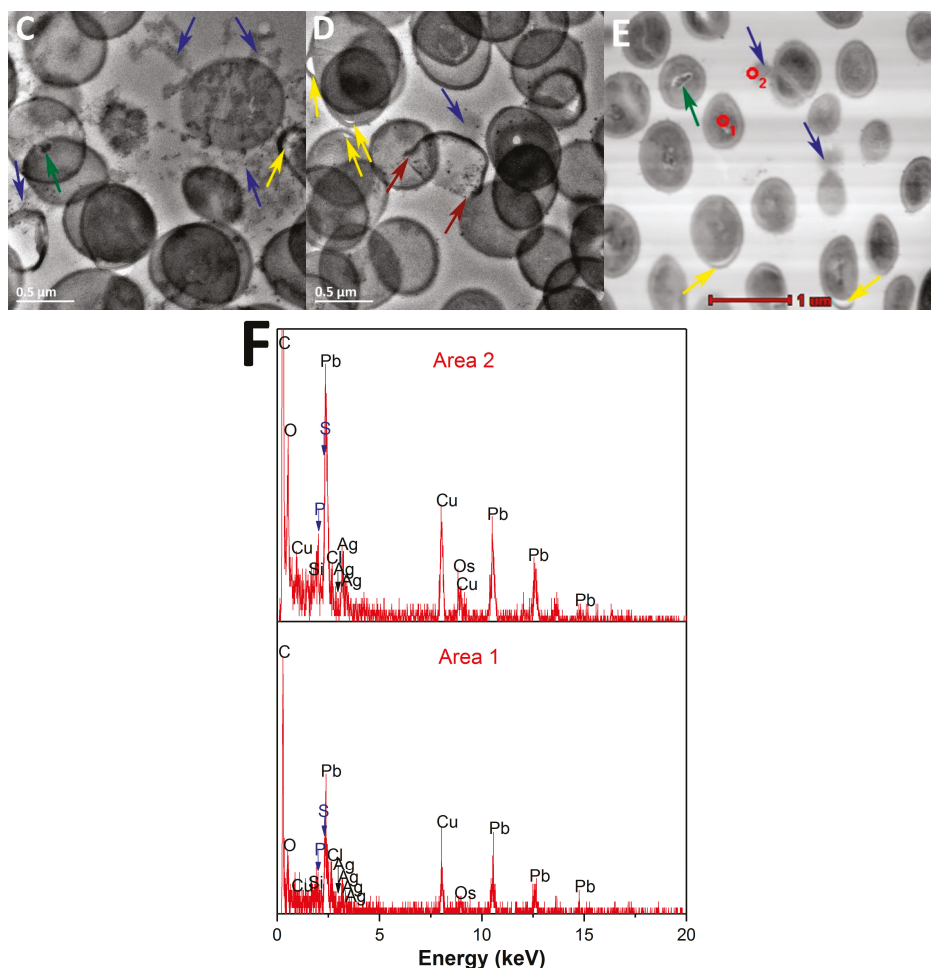 C D E
2
1
0.5 µm 0.5 µm 1 um
F
Area 2
C
Pb
O
S
P
Cu
Ag
Cl
Si
Ag
Ag
Cu
Pb
Os
Cu
Pb
Pb
Area 1
C
Pb
S
O
P
Cl
Ag
Ag
Ag
Ag
Si
Cu
Cu
Pb
Os
Pb
Pb
0 5 10 15 20
Energy (keV)